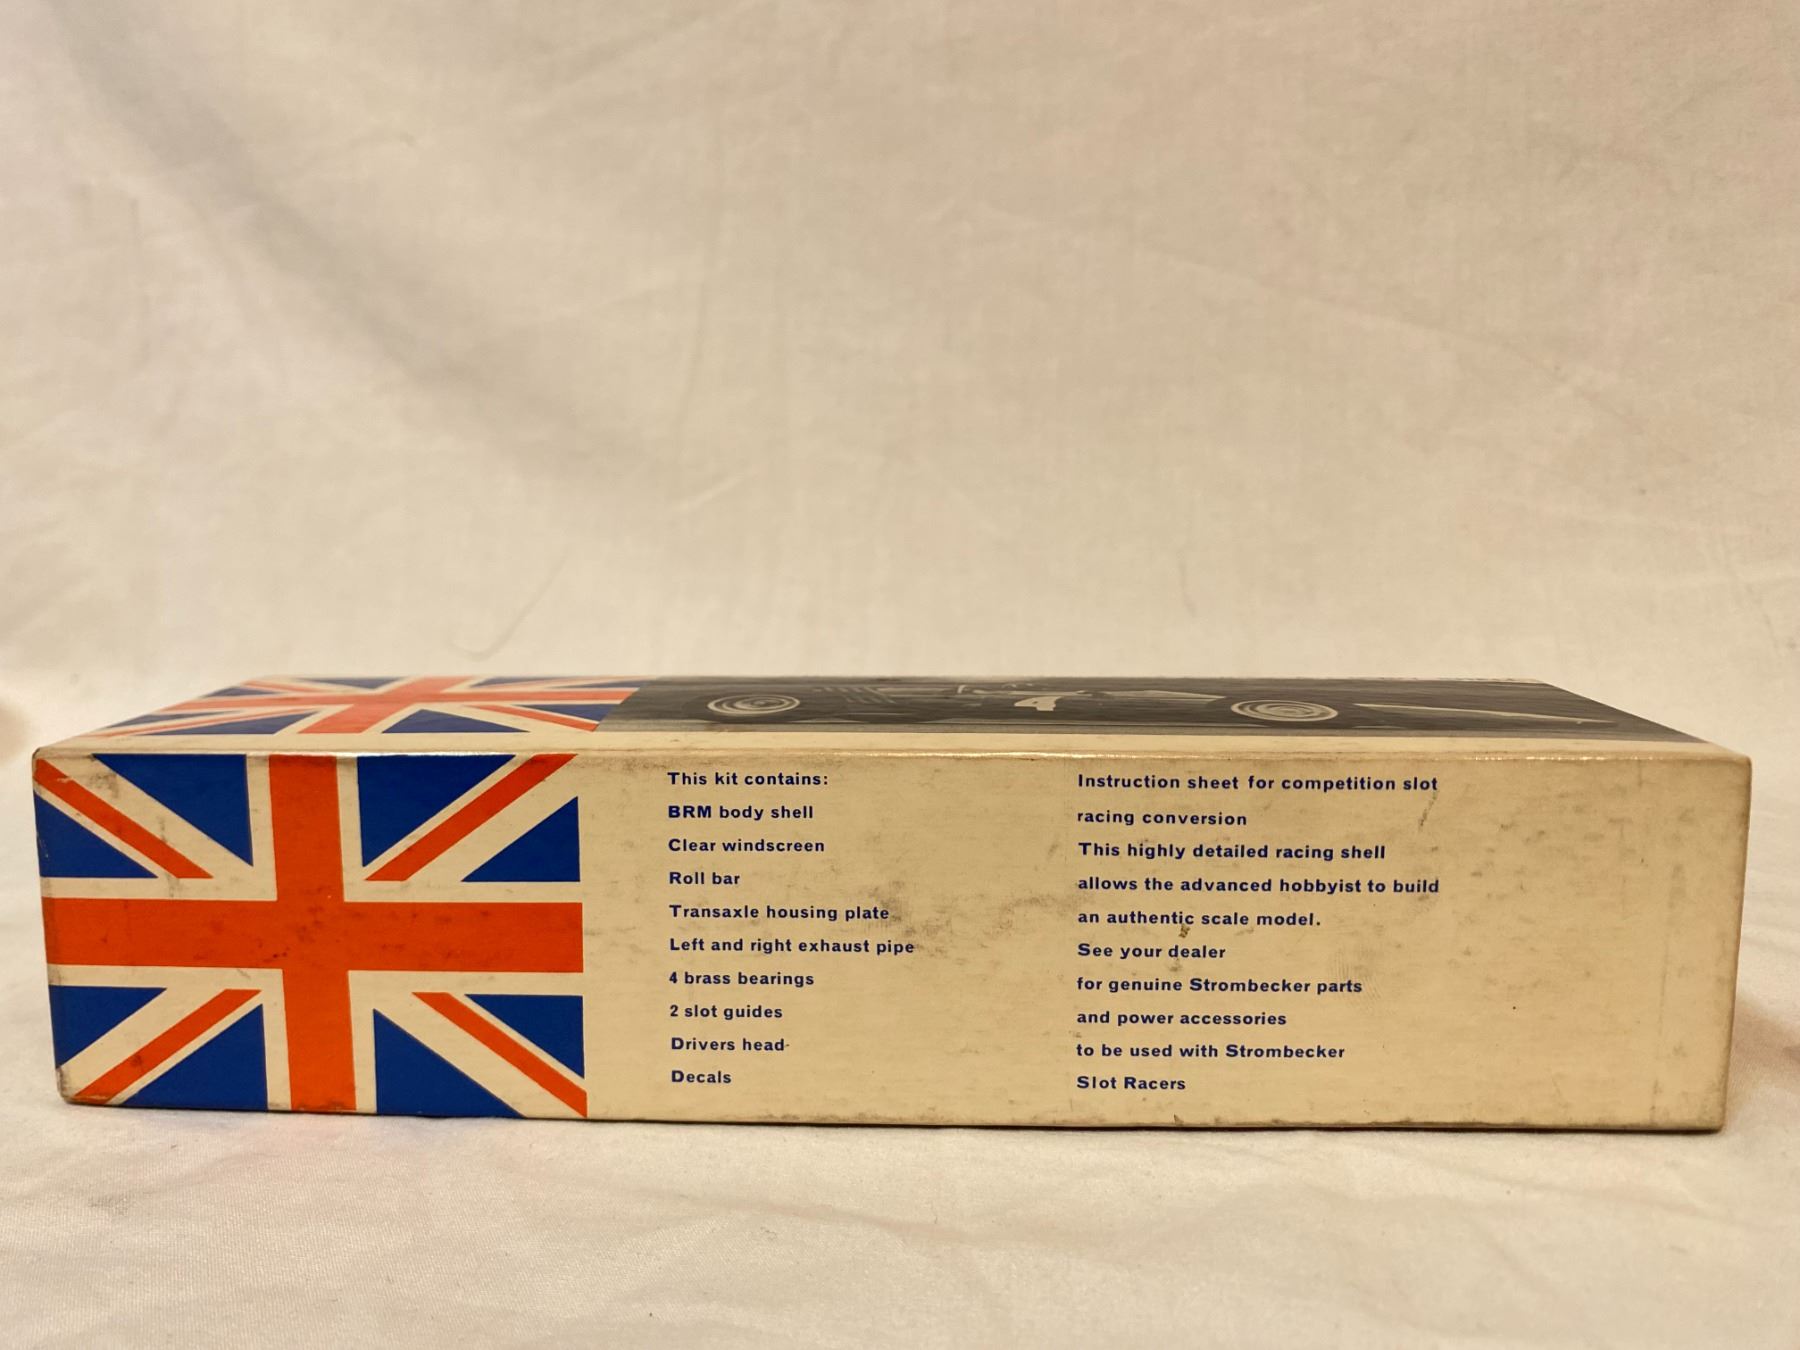 4
This kit contains:
BRM body shell
Clear windscreen
Roll bar
Transaxle housing plate
Left and right exhaust pipe
4 brass bearings
2 slot guides
Drivers head
Decals
Instruction sheet for competition slot
racing conversion
This highly detailed racing shell
allows the advanced hobbyist to build
an authentic scale model.
See your dealer
for genuine Strombecker parts
and power accessories
to be used with Strombecker
Slot Racers